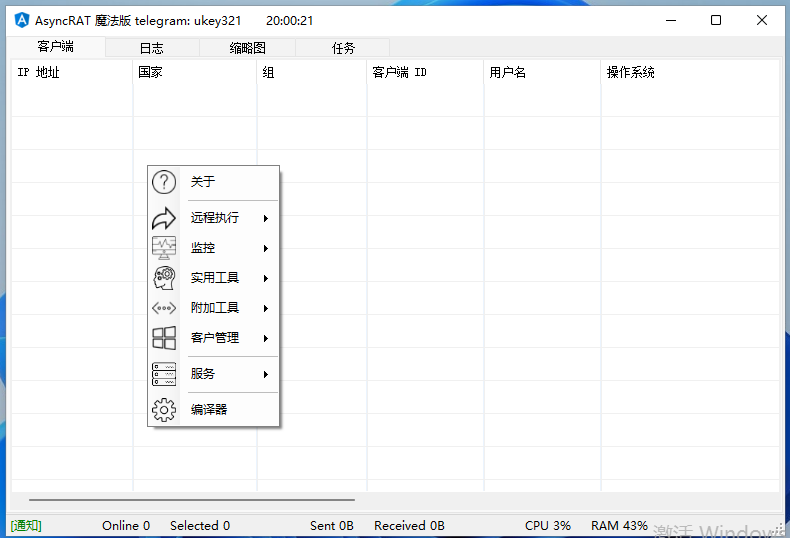 AsyncRAT 魔法版 telegram: ukey321 20:00:21
客户端 日志 缩略图 任务
IP 地址 国家 组 客户端 ID 用户名 操作系统
关于
远程执行
监控
实用工具
附加工具
客户管理
服务
编译器
[通知] Online 0 Selected 0 Sent 0B Received 0B CPU 3% RAM 43%
激活 Windows